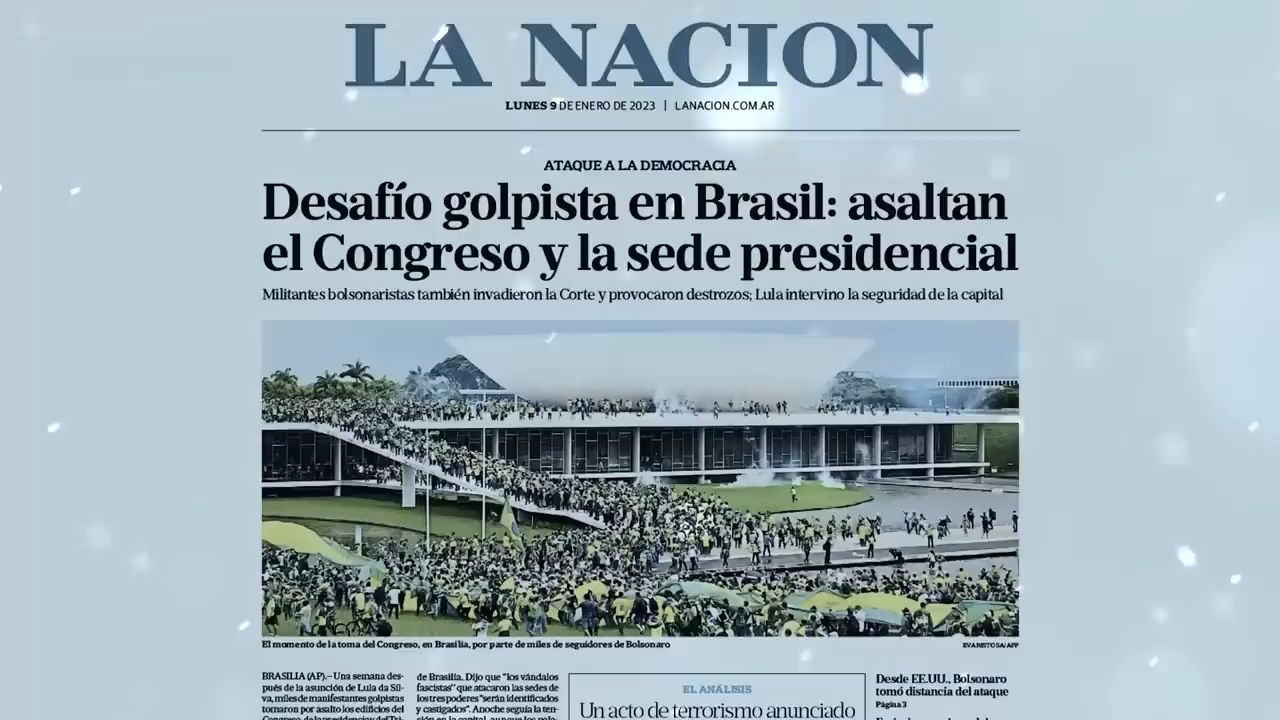 LA NACION
LUNES 9 DE ENERO DE 2023 | LANACION.COM.AR
ATAQUE A LA DEMOCRACIA
Desafío golpista en Brasil: asaltan
el Congreso y la sede presidencial
Militantes bolsonaristas también invadieron la Corte y provocaron destrozos; Lula intervino la seguridad de la capital
El momento de la toma del Congreso, en Brasilia, por parte de miles de seguidores de Bolsonaro
EVARISTO SA/AFP
BRASILIA (AP).– Una semana des-
pués de la asunción de Lula da Sil-
va, miles de manifestantes golpistas
tomaron por asalto los edificios del
de Brasilia. Dijo que "los vándalos
fascistas" que atacaron las sedes de
los tres poderes "serán identificados
y castigados". Anoche seguía la ten-
EL ANÁLISIS
Un acto de terrorismo anunciado
Desde EE.UU., Bolsonaro
tomó distancia del ataque
Página 3